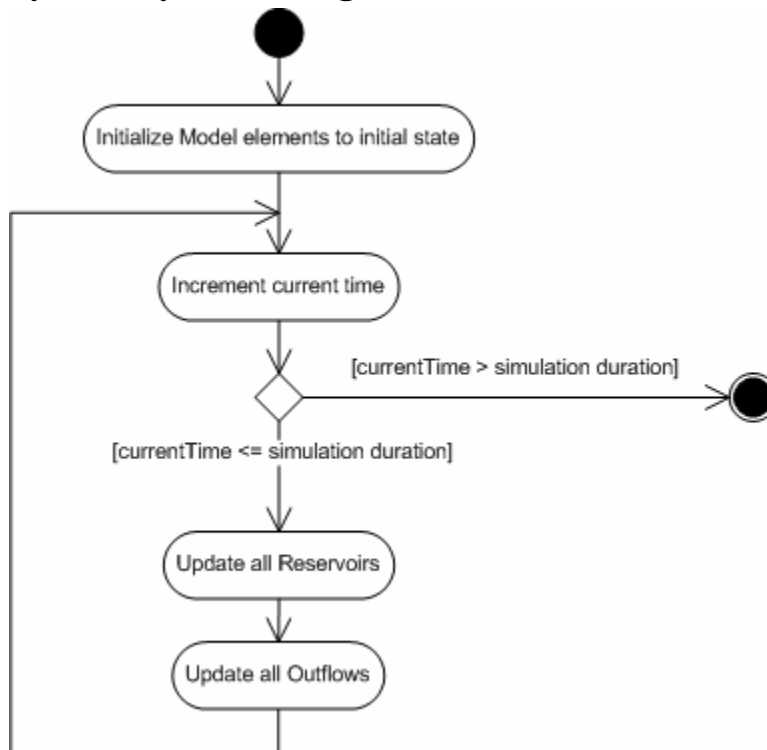 Initialize Model elements to initial state
Increment current time
[currentTime > simulation duration]
[currentTime <= simulation duration]
Update all Reservoirs
Update all Outflows